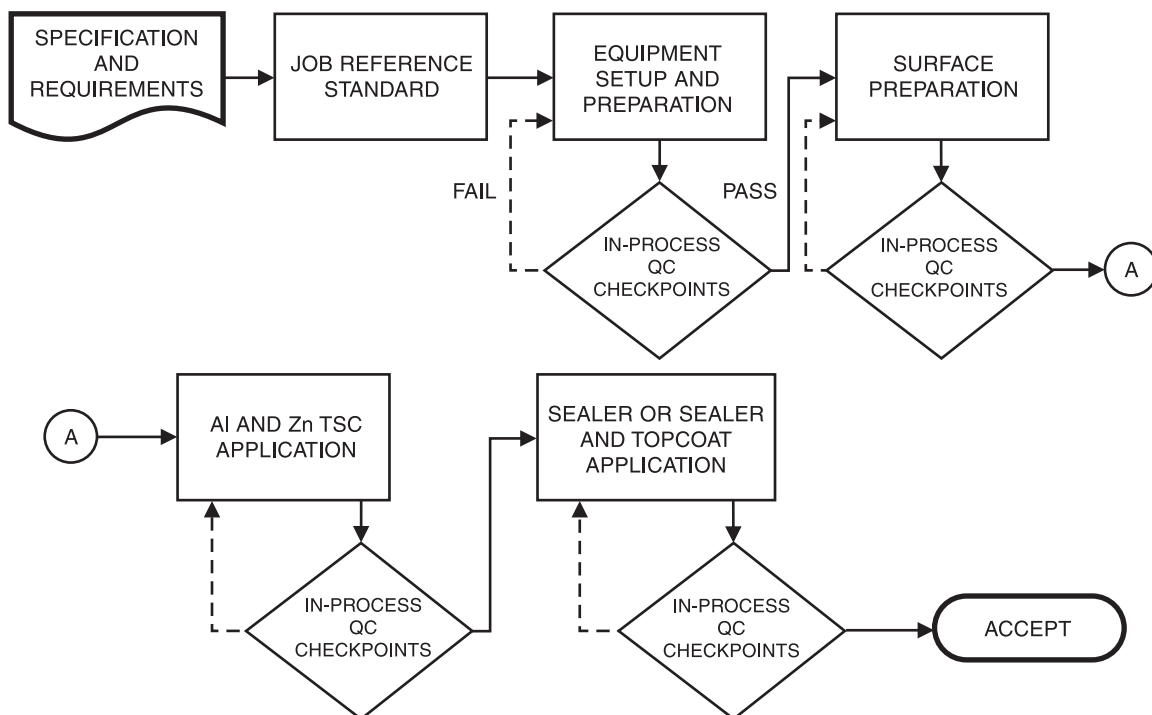 SPECIFICATION
AND
REQUIREMENTS
JOB REFERENCE
STANDARD
EQUIPMENT
SETUP AND
PREPARATION
SURFACE
PREPARATION
FAIL
PASS
IN-PROCESS
QC
CHECKPOINTS
IN-PROCESS
QC
CHECKPOINTS
A
A
Al AND Zn TSC
APPLICATION
SEALER OR SEALER
AND TOPCOAT
APPLICATION
IN-PROCESS
QC
CHECKPOINTS
IN-PROCESS
QC
CHECKPOINTS
ACCEPT